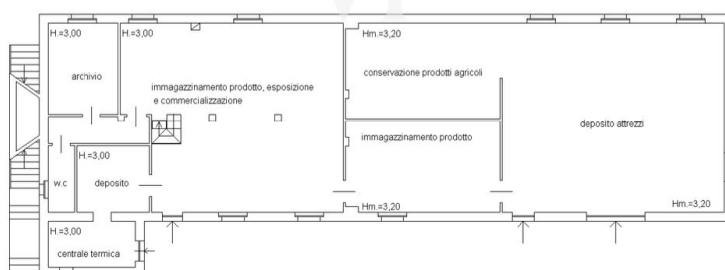 H.=3,00
H.=3,00
Hm.=3,20
archivio
conservazione prodotti agricoli
immagazzinamento prodotto, esposizione
e commercializzazione
deposito attrezzi
immagazzinamento prodotto
H.=3,00
w.c
deposito
Hm.=3,20
Hm.=3,20
H.=3,00
centrale termica